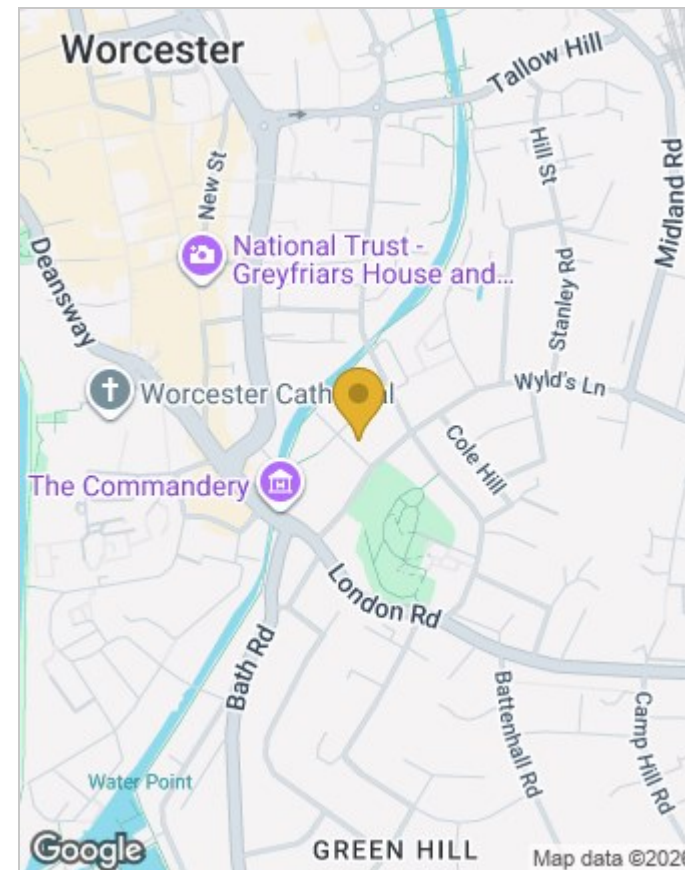 Worcester
Tallow Hill
New St
Hill St
Midland Rd
National Trust -
Greyfriars House and...
Deansway
Stanley Rd
Worcester Cath
al
Wyld's Ln
Cole Hill
The Commandery
London Rd
Bath Rd
Battenhall Rd
Camp Hill Rd
Water Point
GREEN HILL
Google
Map data ©2026